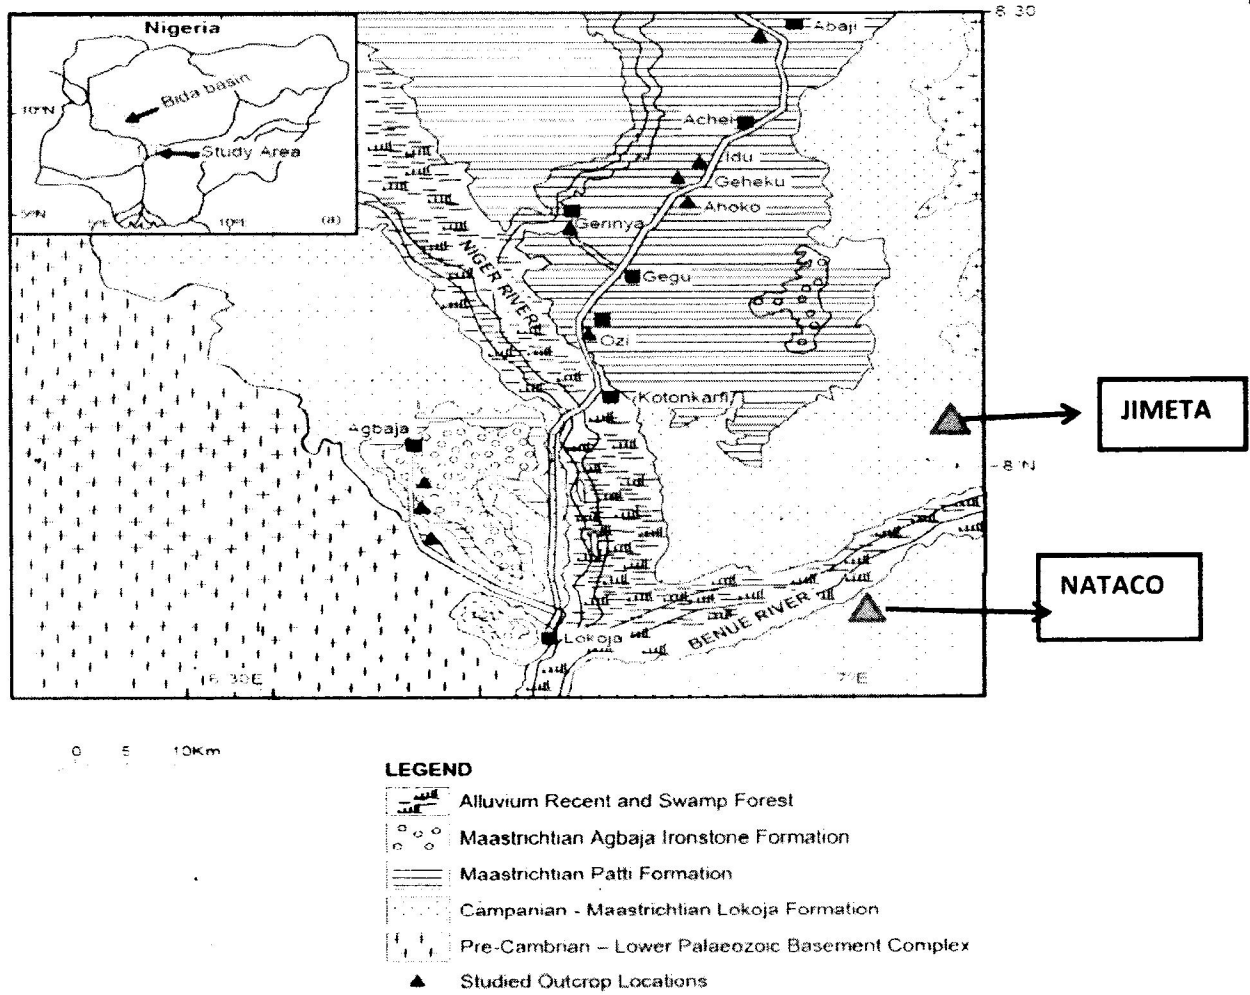 Nigeria
Bida basin
10°N
Study Area
5°N
10°E
(a)
8 30
Abaji
Achei
Idu
Geheku
Ahoko
Gerinya
NIGER RIVER
Gegu
Ozi
Kotonkarfi
JIMETA
Agbaja
8°N
NATACO
BENUE RIVER
Lokoja
6 30E
7°E
0 5 10Km
LEGEND
Alluvium Recent and Swamp Forest
Maastrichtian Agbaja Ironstone Formation
Maastrichtian Patti Formation
Campanian - Maastrichtian Lokoja Formation
Pre-Cambrian – Lower Palaeozoic Basement Complex
Studied Outcrop Locations